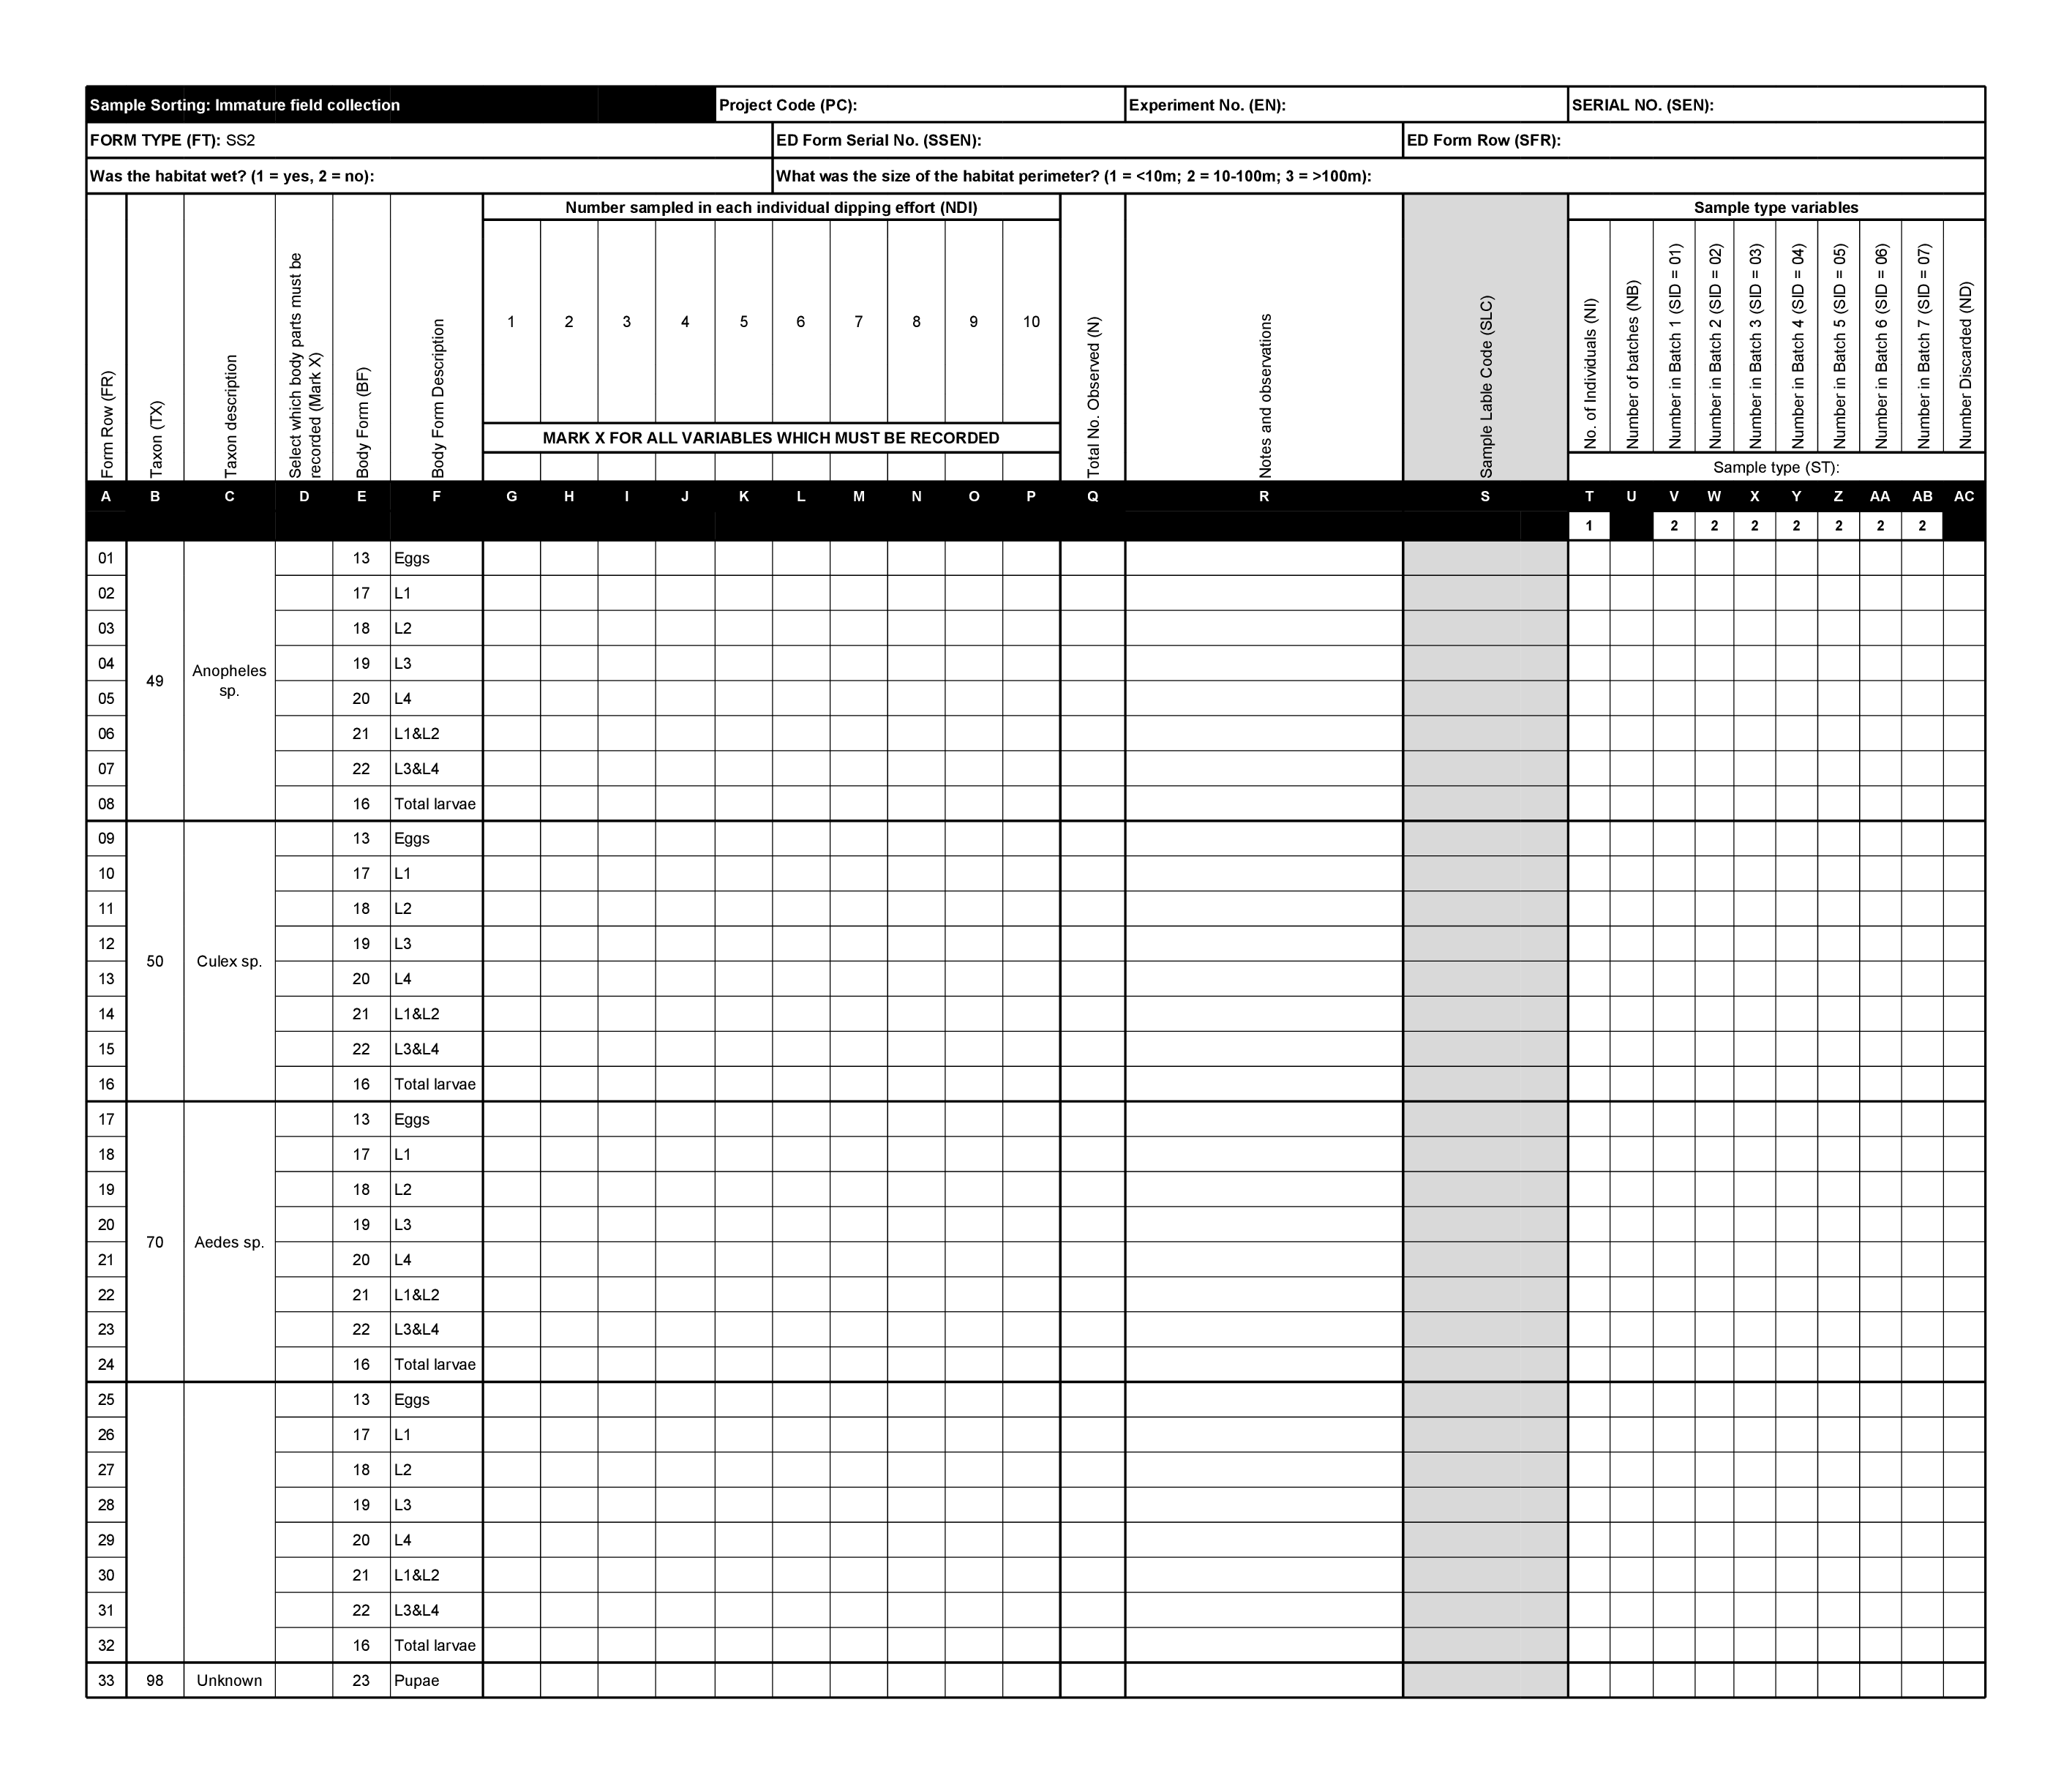 Sample Sorting: Immature field collection Project Code (PC): Experiment No. (EN): SERIAL NO. (SEN):
FORM TYPE (FT): SS2 ED Form Serial No. (SSEN): ED Form Row (SFR):
Was the habitat wet? (1 = yes, 2 = no): What was the size of the habitat perimeter? (1 = <10m; 2 = 10-100m; 3 = >100m):
Form Row (FR)
Taxon (TX)
Taxon description
Select which body parts must be
recorded (Mark X)
Body Form (BF)
Body Form Description
Number sampled in each individual dipping effort (NDI)
1 2 3 4 5 6 7 8 9 10
MARK X FOR ALL VARIABLES WHICH MUST BE RECORDED
Total No. Observed (N)
Notes and observations
Sample Lable Code (SLC)
Sample type variables
No. of Individuals (NI)
Number of batches (NB)
Number in Batch 1 (SID = 01)
Number in Batch 2 (SID = 02)
Number in Batch 3 (SID = 03)
Number in Batch 4 (SID = 04)
Number in Batch 5 (SID = 05)
Number in Batch 6 (SID = 06)
Number in Batch 7 (SID = 07)
Number Discarded (ND)
Sample type (ST):
A B C D E F G H I J K L M N O P Q R S T U V W X Y Z AA AB AC
1 2 2 2 2 2 2 2
01 13 Eggs
02 17 L1
03 18 L2
04 19 L3
49 Anopheles
sp.
05 20 L4
06 21 L1&L2
07 22 L3&L4
08 16 Total larvae
09 13 Eggs
10 17 L1
11 18 L2
12 19 L3
50 Culex sp.
13 20 L4
14 21 L1&L2
15 22 L3&L4
16 16 Total larvae
17 13 Eggs
18 17 L1
19 18 L2
20 19 L3
70 Aedes sp.
21 20 L4
22 21 L1&L2
23 22 L3&L4
24 16 Total larvae
25 13 Eggs
26 17 L1
27 18 L2
28 19 L3
29 20 L4
30 21 L1&L2
31 22 L3&L4
32 16 Total larvae
33 98 Unknown 23 Pupae